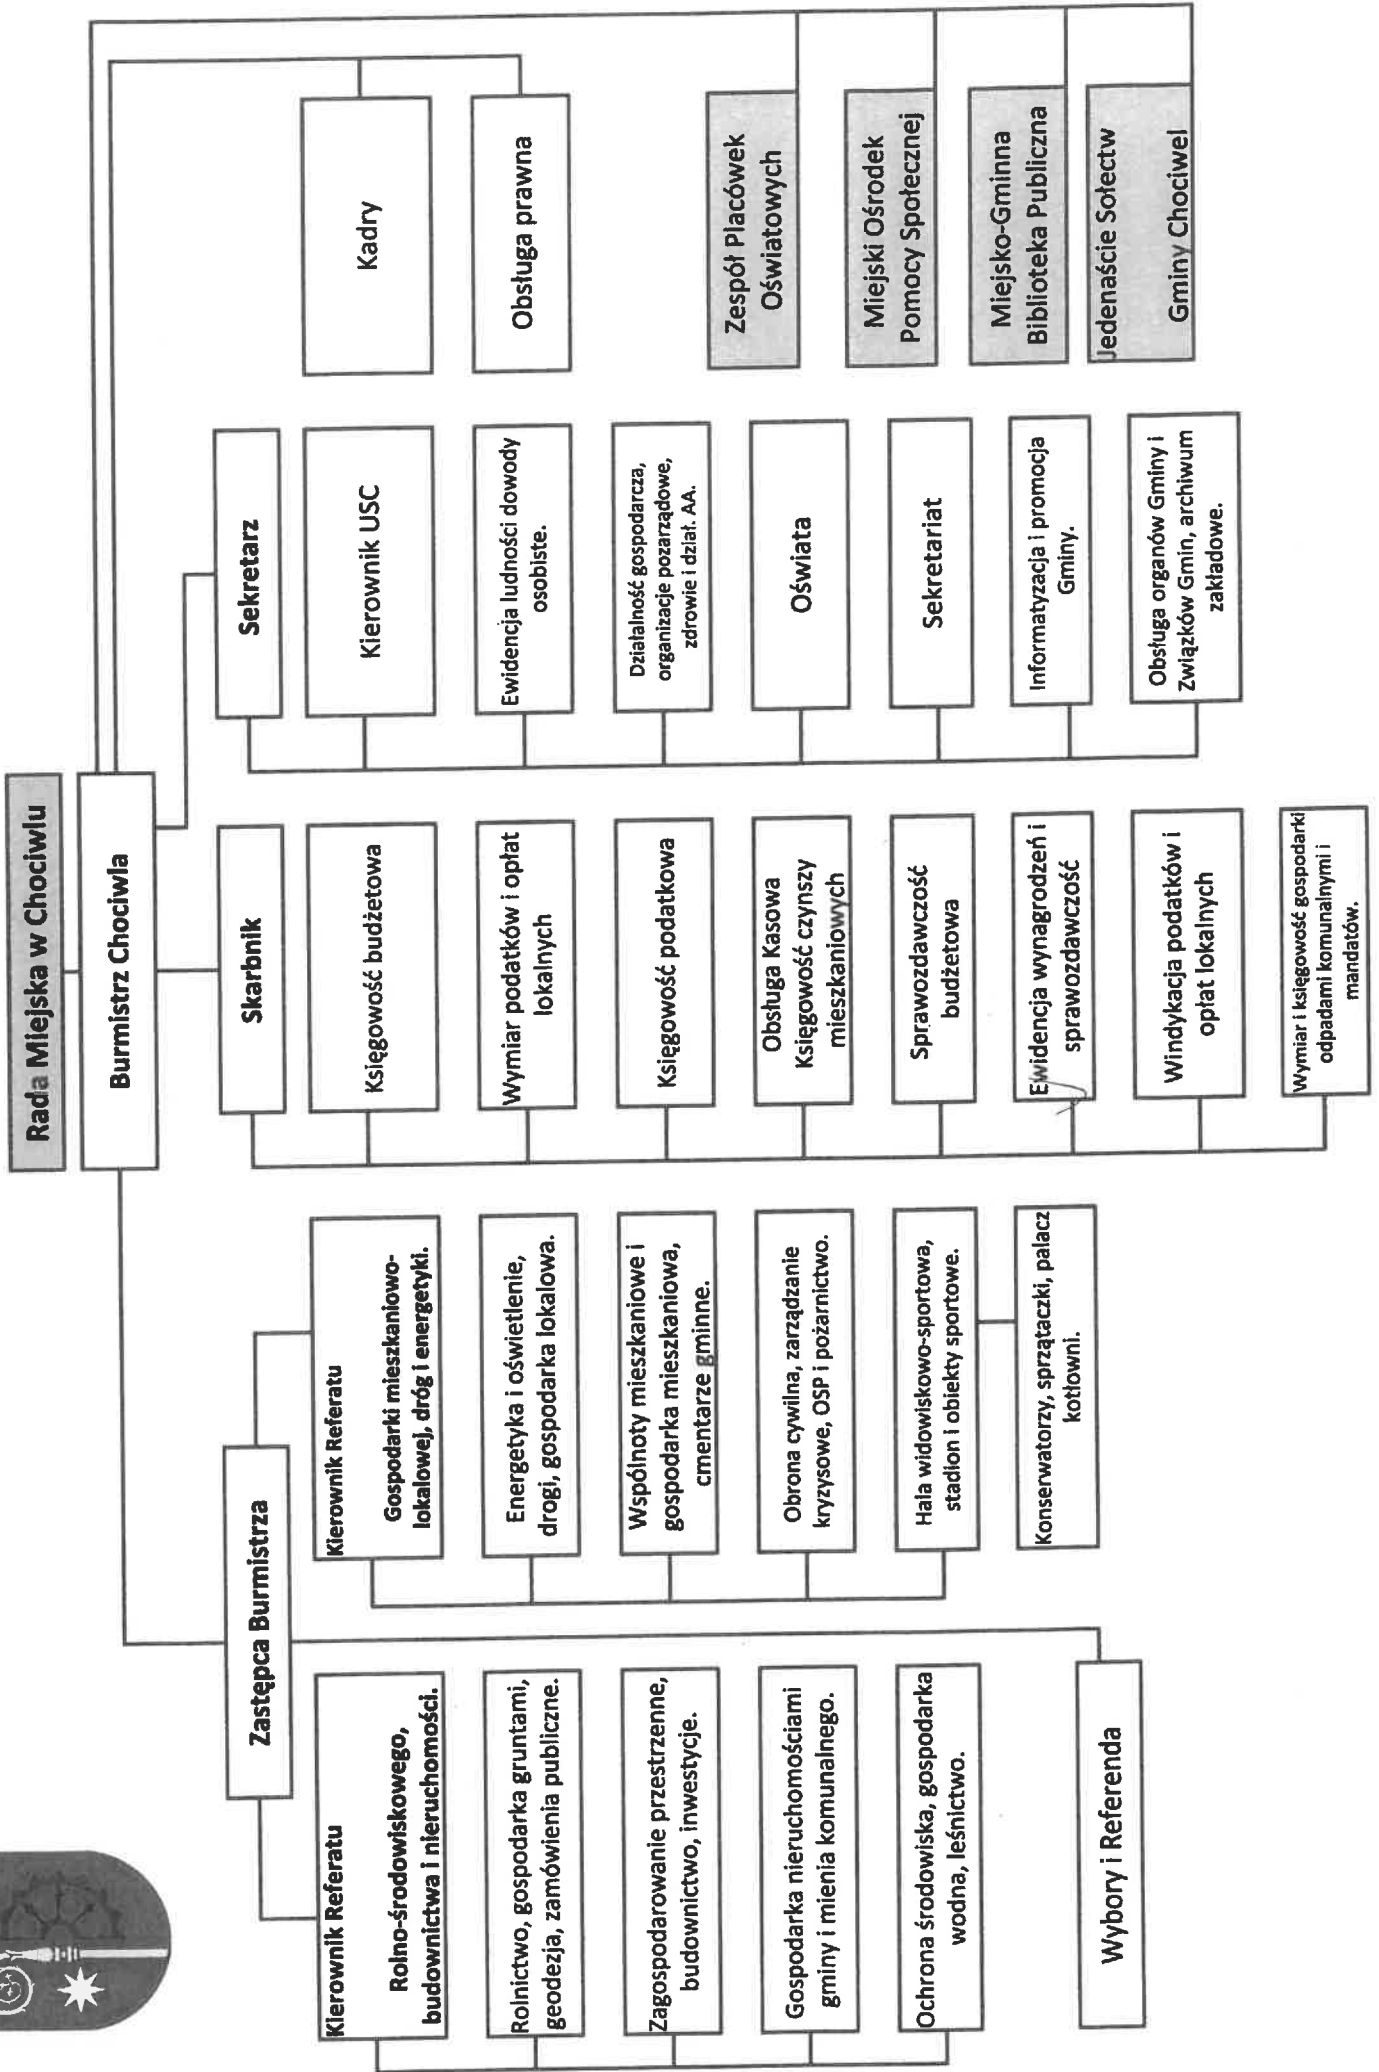 Rada Miejska w Chociwlu
Burmistrz Chociwla
Zastępca Burmistrza
Skarbnik
Sekretarz
Kierownik Referatu
Rolno-środowiskowego,
budownictwa i nieruchomości.
Rolnictwo, gospodarka gruntami,
geodezja, zamówienia publiczne.
Zagospodarowanie przestrzenne,
budownictwo, inwestycje.
Gospodarka nieruchomościami
gminy i mienia komunalnego.
Ochrona środowiska, gospodarka
wodna, leśnictwo.
Wybory i Referenda
Kierownik Referatu
Gospodarki mieszkaniowo-
lokalowej, dróg i energetyki.
Energetyka i oświetlenie,
drogi, gospodarka lokalowa.
Wspólnoty mieszkaniowe i
gospodarka mieszkaniowa,
cmentarze gminne.
Obrona cywilna, zarządzanie
kryzysowe, OSP i pożarnictwo.
Hala widowiskowo-sportowa,
stadion i obiekty sportowe.
Konserwatorzy, sprzątaczki, palacz
kotłowni.
Księgowość budżetowa
Wymiar podatków i opłat
lokalnych
Księgowość podatkowa
Obsługa Kasowa
Księgowość czynszy
mieszkaniowych
Sprawozdawczość
budżetowa
Ewidencja wynagrodzeń i
sprawozdawczość
Windykacja podatków i
opłat lokalnych
Wymiar i księgowość gospodarki
odpadami komunalnymi i
mandatów.
Kierownik USC
Ewidencja ludności dowody
osobiste.
Działalność gospodarcza,
organizacje pozarządowe,
zdrowie i dział. AA.
Oświata
Sekretariat
Informatyzacja i promocja
Gminy.
Obsługa organów Gminy i
Związków Gmin, archiwum
zakładowe.
Kadry
Obsługa prawna
Zespół Placówek
Oświatowych
Miejski Ośrodek
Pomocy Społecznej
Miejsko-Gminna
Biblioteka Publiczna
Jedenaście Sołectw
Gminy Chociwel